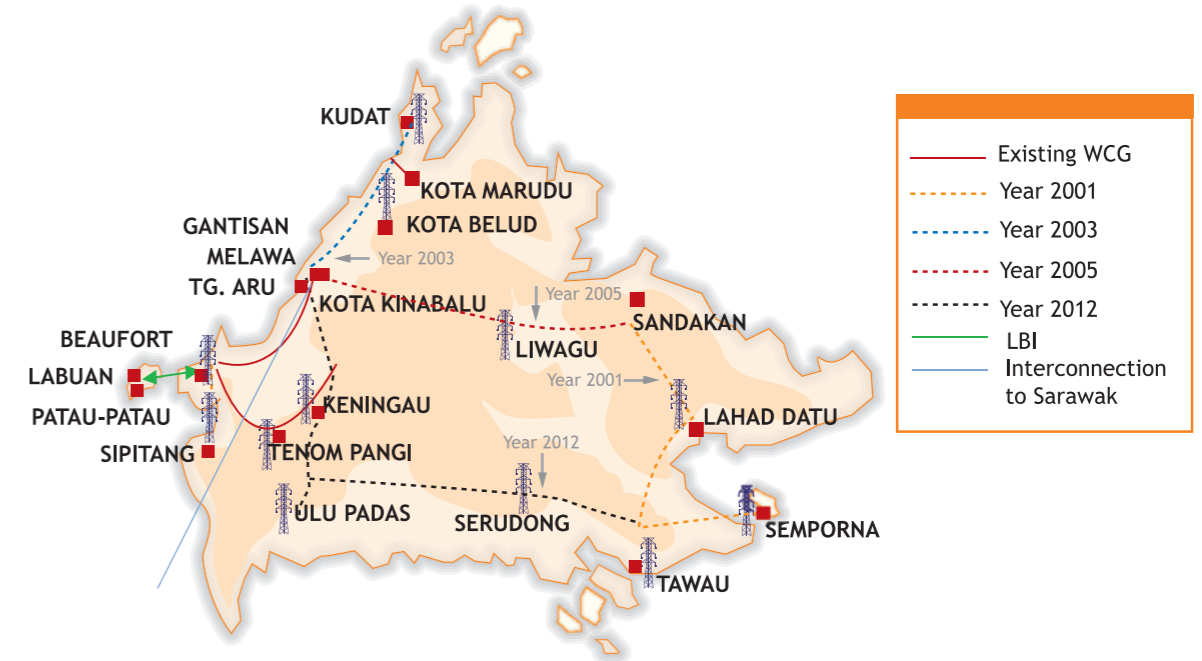 KUDAT
KOTA MARUDU
KOTA BELUD
GANTISAN
MELAWA
Year 2003
TG. ARU
KOTA KINABALU
Year 2005
SANDAKAN
BEAUFORT
LIWAGU
LABUAN
Year 2001
PATAU-PATAU
KENINGAU
LAHAD DATU
SIPITANG
TENOM PANGI
Year 2012
ULU PADAS
SERUDONG
SEMPORNA
TAWAU
Existing WCG
Year 2001
Year 2003
Year 2005
Year 2012
LBI
Interconnection
to Sarawak